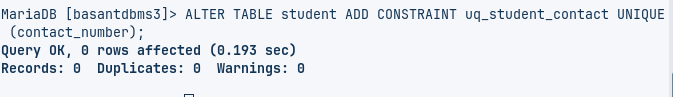 MariaDB [basantdbms3]> ALTER TABLE student ADD CONSTRAINT uq_student_contact UNIQUE
(contact_number);
Query OK, 0 rows affected (0.193 sec)
Records: 0  Duplicates: 0  Warnings: 0